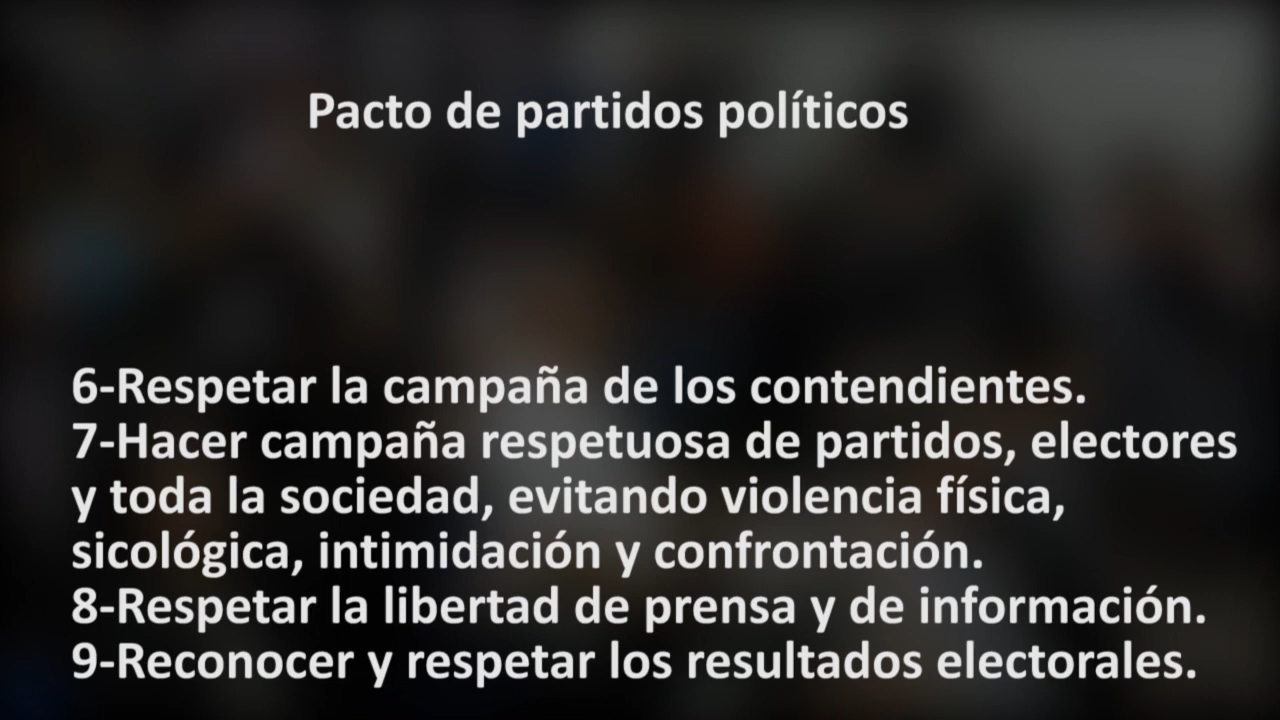 Pacto de partidos políticos
6-Respetar la campaña de los contendientes.
7-Hacer campaña respetuosa de partidos, electores
y toda la sociedad, evitando violencia física,
sicológica, intimidación y confrontación.
8-Respetar la libertad de prensa y de información.
9-Reconocer y respetar los resultados electorales.